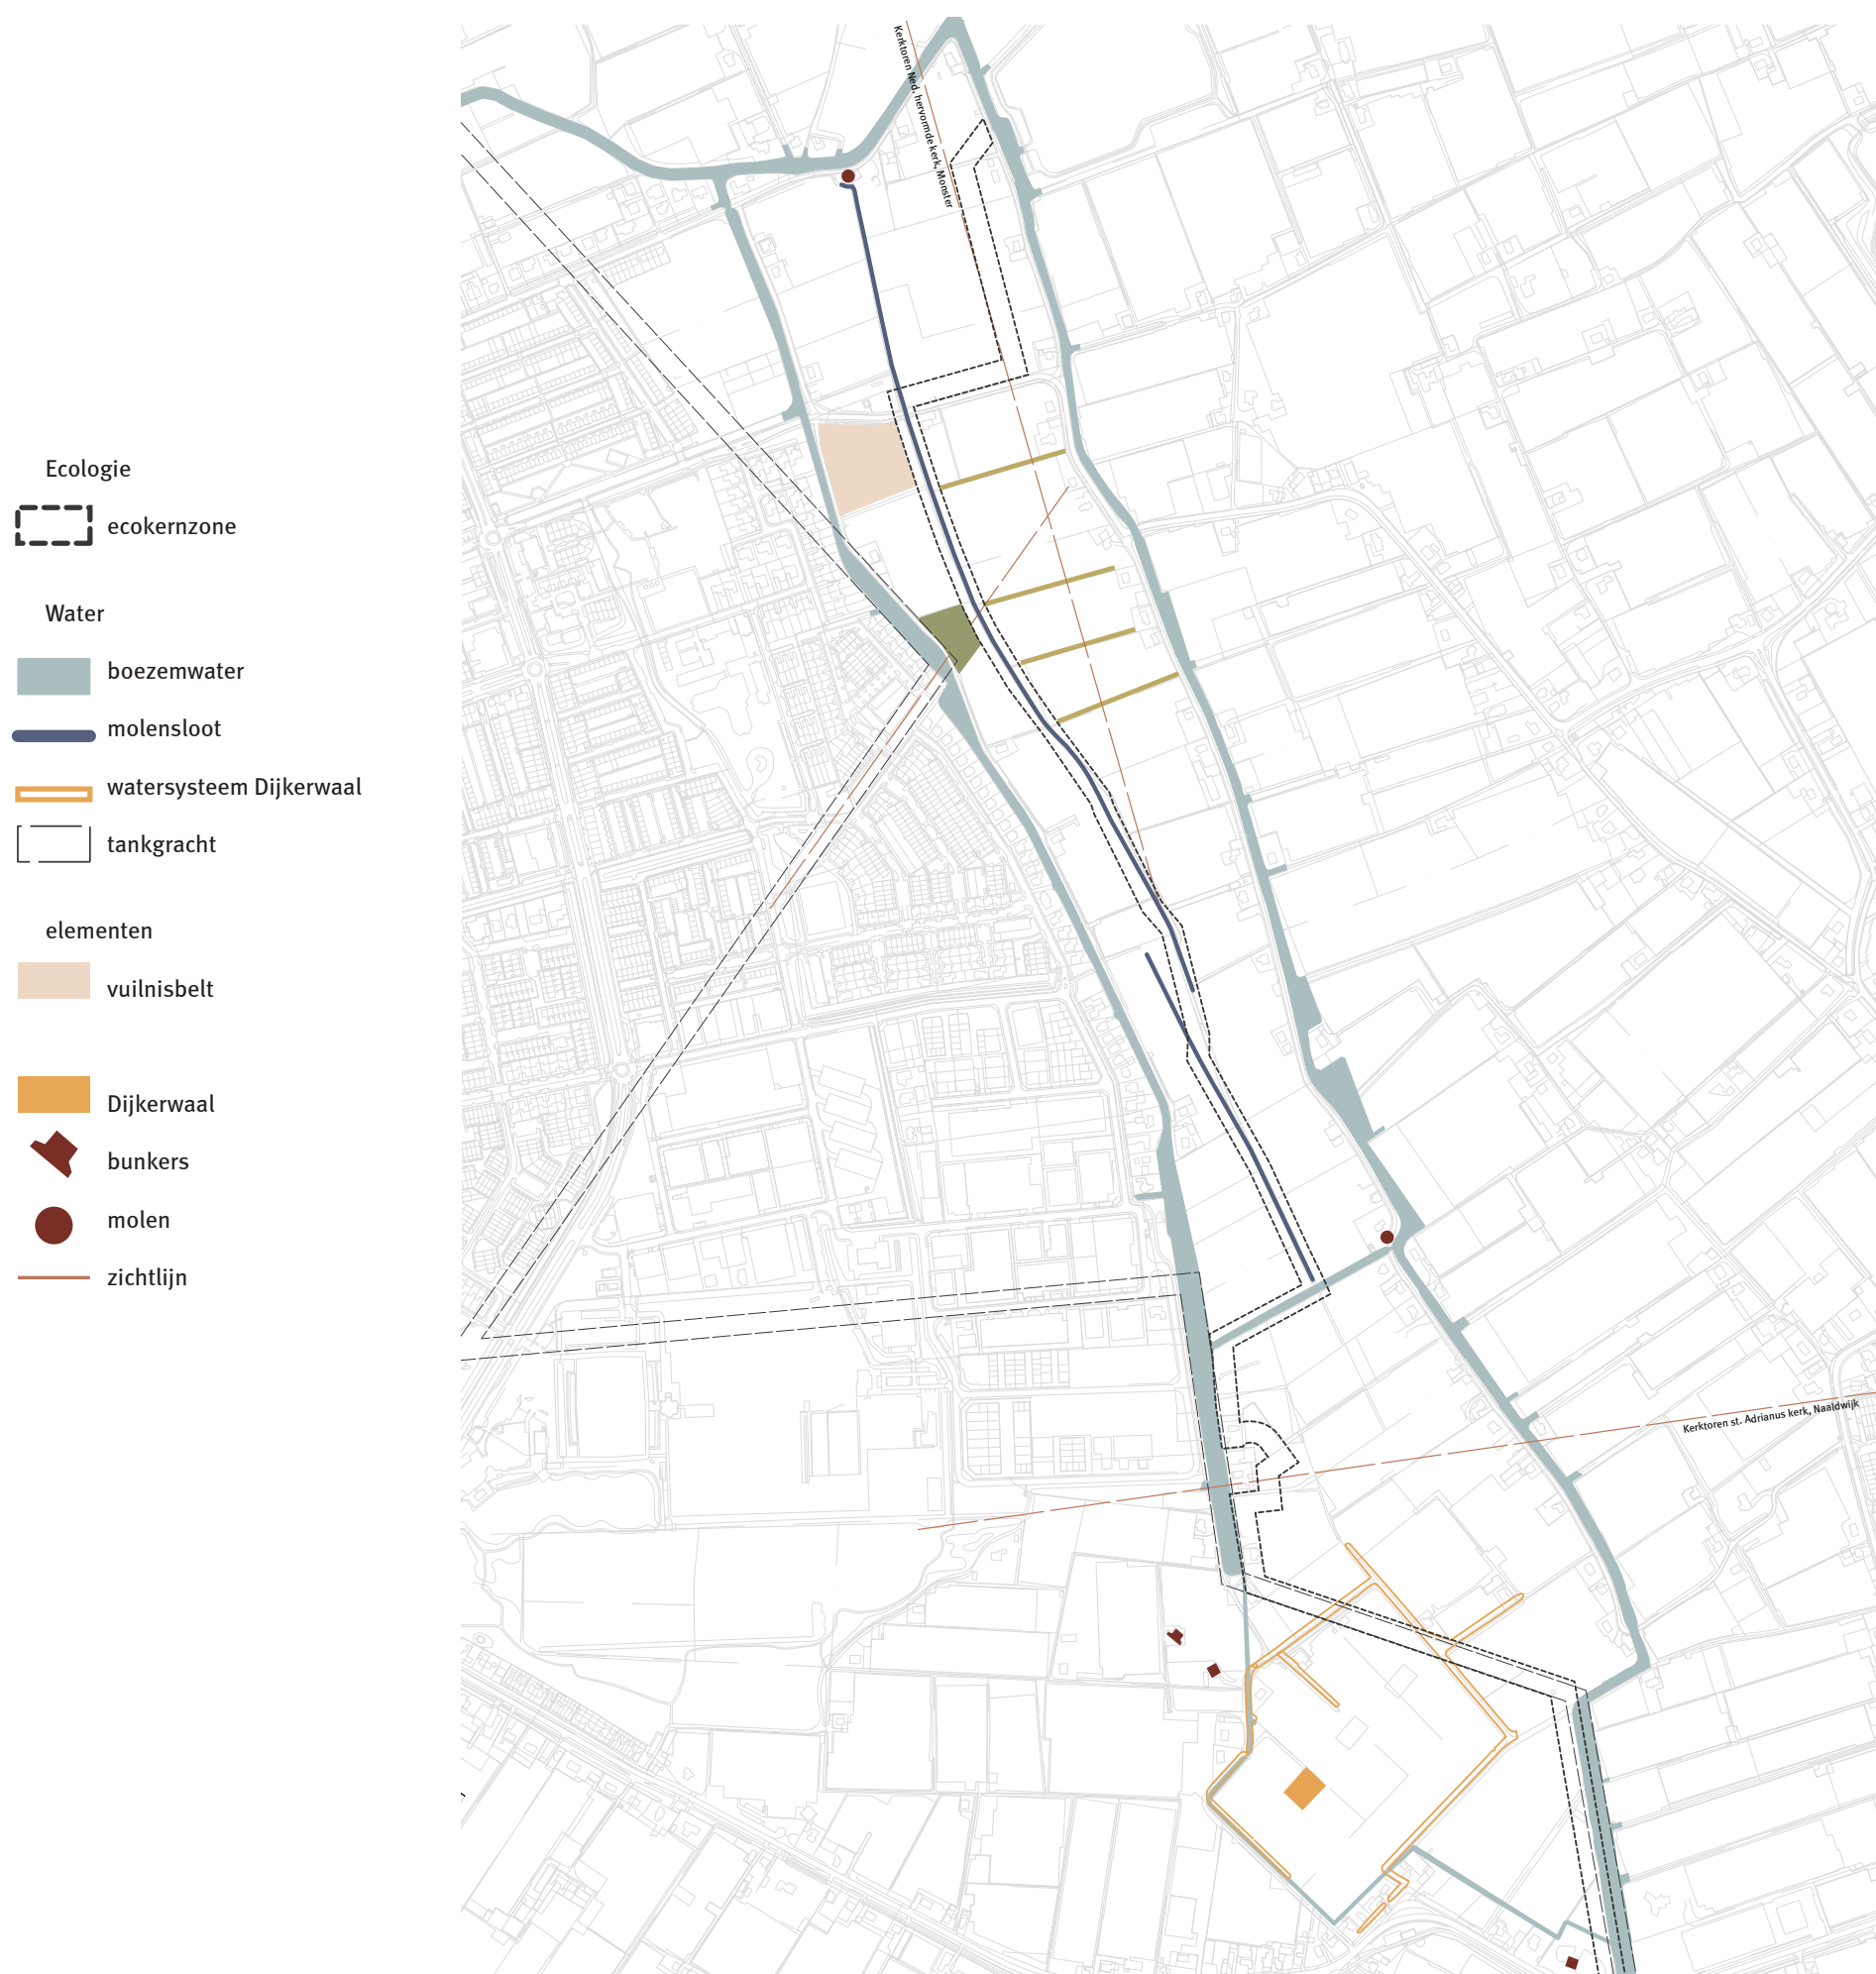 Kerktoren Ned. hervormde kerk, Monster
Ecologie
ecokernzone
Water
boezemwater
molensloot
watersysteem Dijkerwaal
tankgracht
elementen
vuilnisbelt
Dijkerwaal
bunkers
molen
zichtlijn
Kerktoren st. Adrianus kerk, Naaldwijk